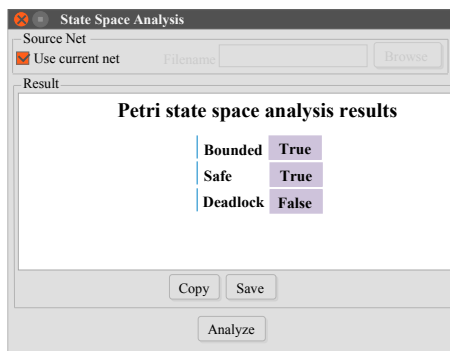 State Space Analysis
Source Net
Use current net Filename Browse
Result
Petri state space analysis results
Bounded True
Safe True
Deadlock False
Copy Save
Analyze